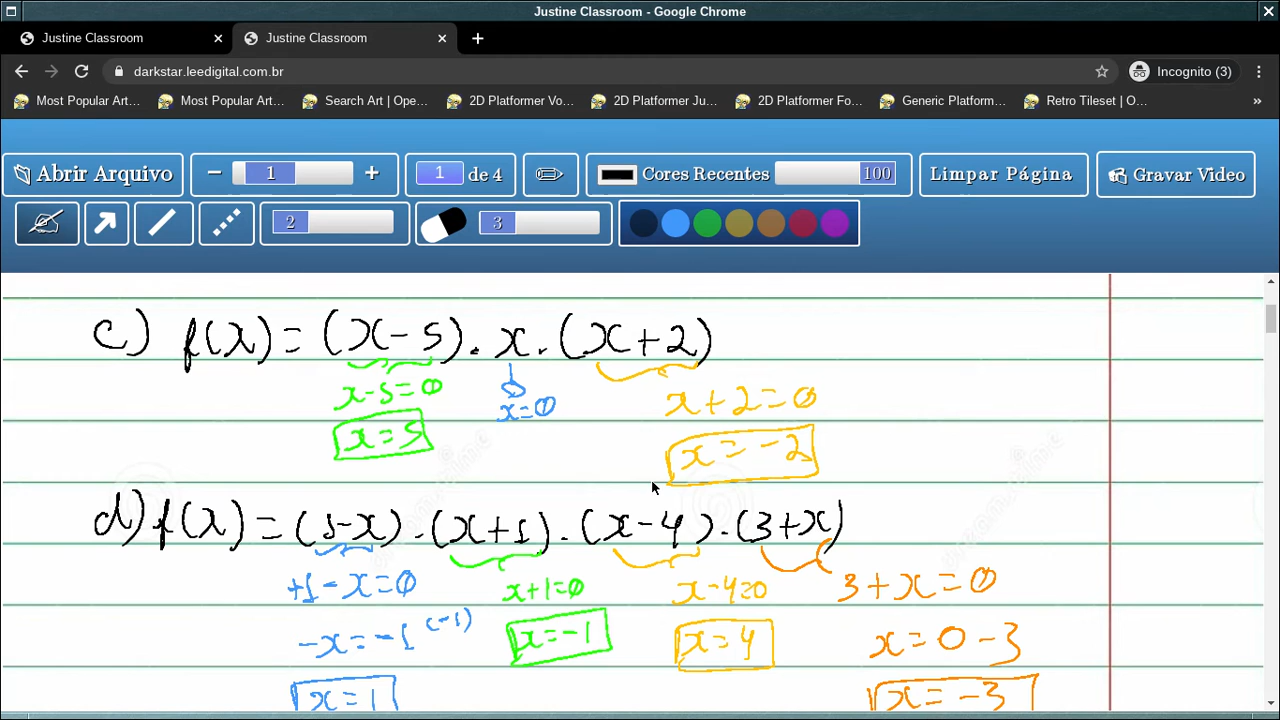 Justine Classroom - Google Chrome
Justine Classroom
Justine Classroom
darkstar.leedigital.com.br
Incognito (3)
Most Popular Art...
Most Popular Art...
Search Art | Ope...
2D Platformer Vo...
2D Platformer Ju...
2D Platformer Fo...
Generic Platform...
Retro Tileset | O...
Abrir Arquivo
− 1 +
1 de 4
Cores Recentes 100
Limpar Página
Gravar Video
2
3
c) f(x) = (x-5).x.(x+2)
x-5=0
x=0
x+2=0
x=5
x=-2
d) f(x) = (1-x).(x+1).(x-4).(3+x)
+1-x=0
x+1=0
x-4=0
3+x=0
-x=-1 (-1)
x=-1
x=4
x=0-3
x=1
x=-3